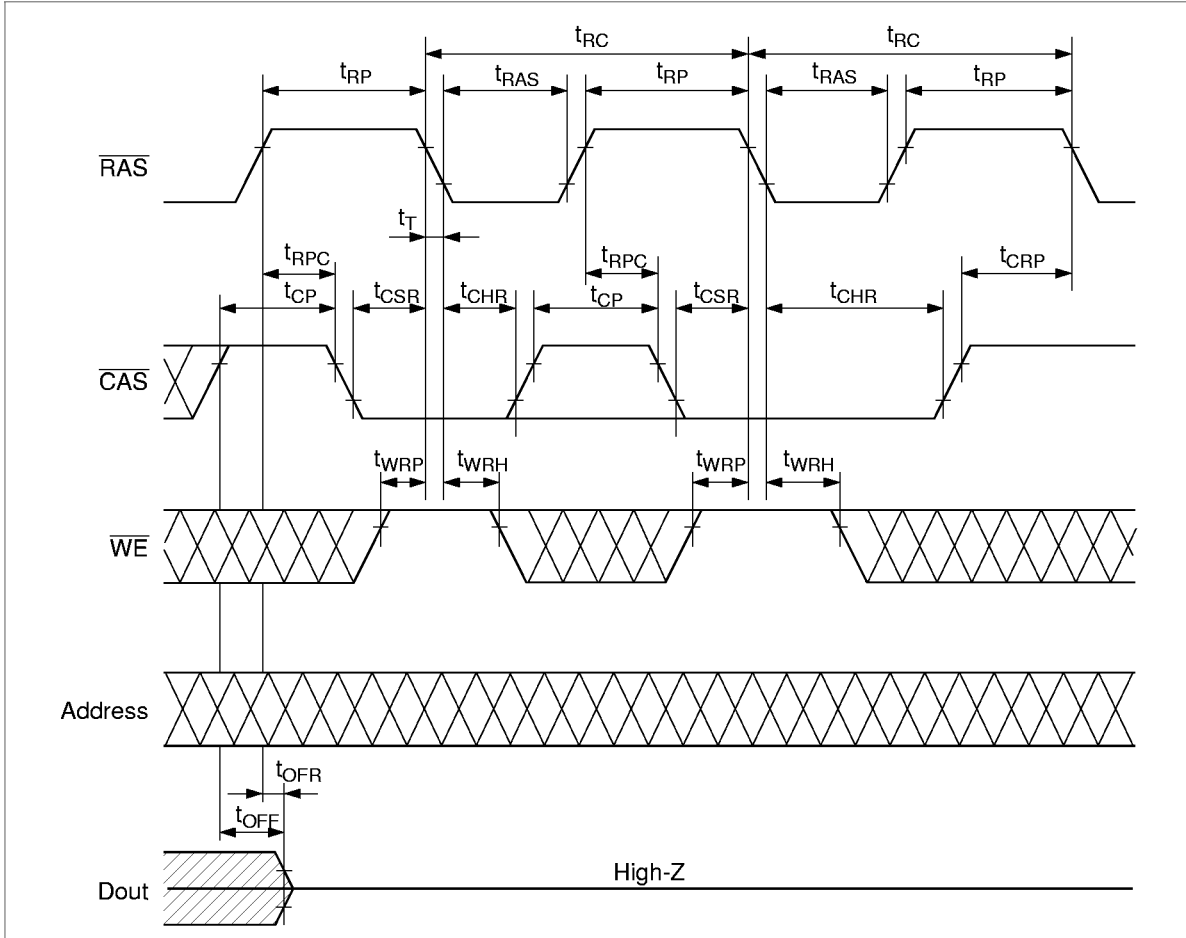 tRC tRC
tRP tRAS tRP tRAS tRP
RAS
tT
tRPC tRPC tCRP
tCP tCSR tCHR tCP tCSR tCHR
CAS
tWRP tWRH tWRP tWRH
WE
Address
tOFR
tOFF
High-Z
Dout